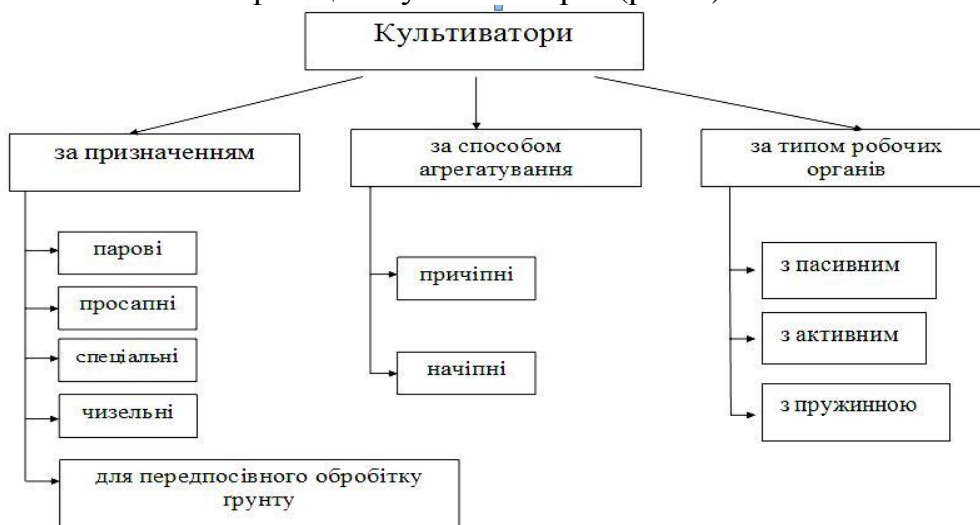 Культиватори
за призначенням
парові
просапні
спеціальні
чизельні
для передпосівного обробітку
ґрунту
за способом
агрегатування
причіпні
начіпні
за типом робочих
органів
з пасивним
з активним
з пружинною